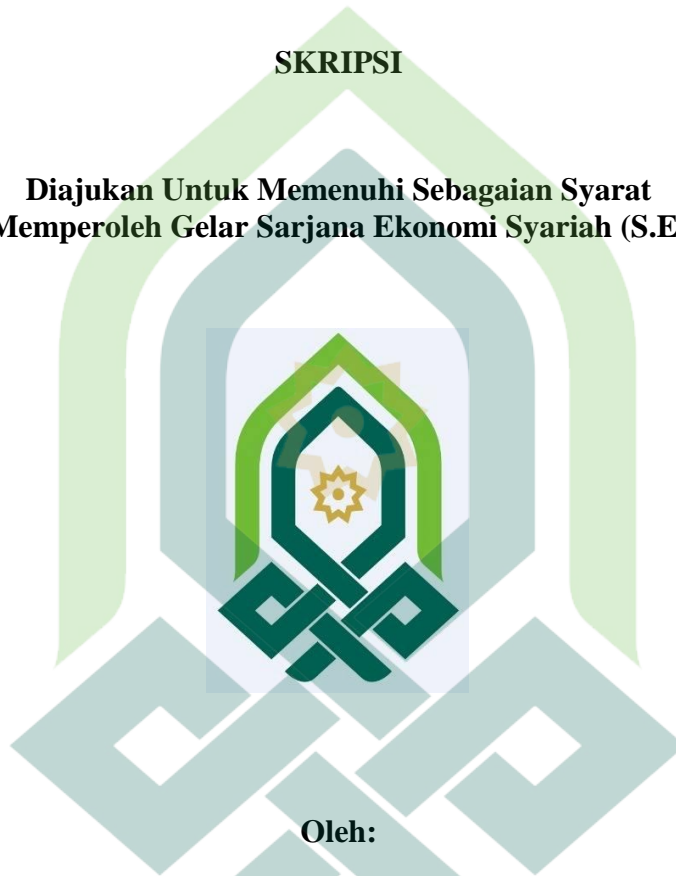 SKRIPSI
Diajukan Untuk Memenuhi Sebagaian Syarat
Memperoleh Gelar Sarjana Ekonomi Syariah (S.E
Oleh: